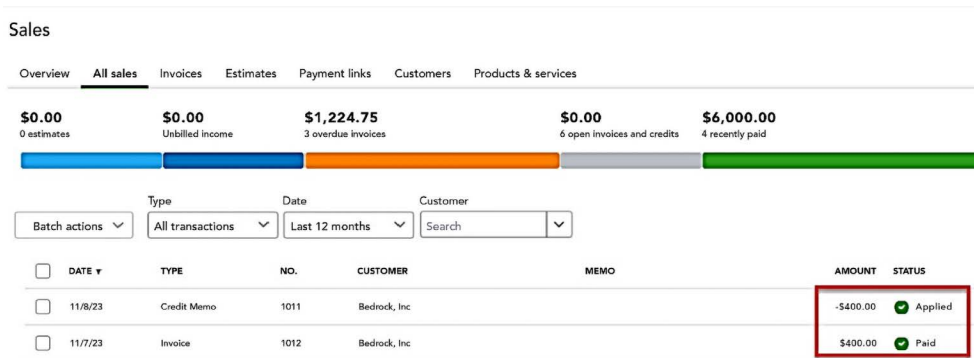 Sales
Overview All sales Invoices Estimates Payment links Customers Products & services
$0.00 $0.00 $1,224.75 $0.00 $6,000.00
0 estimates Unbilled income 3 overdue invoices 6 open invoices and credits 4 recently paid
Type Date Customer
Batch actions All transactions Last 12 months Search
DATE ▼ TYPE NO. CUSTOMER MEMO AMOUNT STATUS
11/8/23 Credit Memo 1011 Bedrock, Inc -$400.00 Applied
11/7/23 Invoice 1012 Bedrock, Inc $400.00 Paid